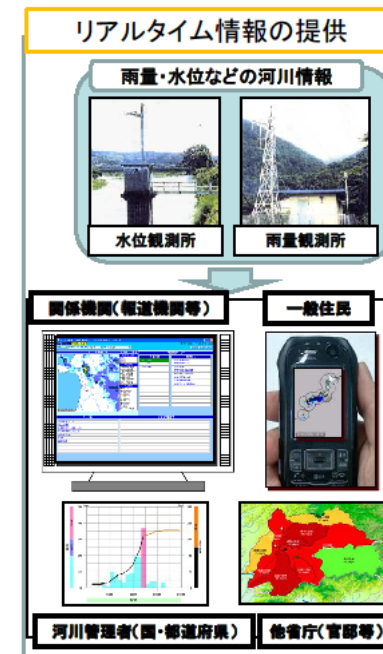 リアルタイム情報の提供
雨量・水位などの河川情報
水位観測所
雨量観測所
関係機関(報道機関等)
一般住民
河川管理者(国・都道府県)
他省庁(官邸等)